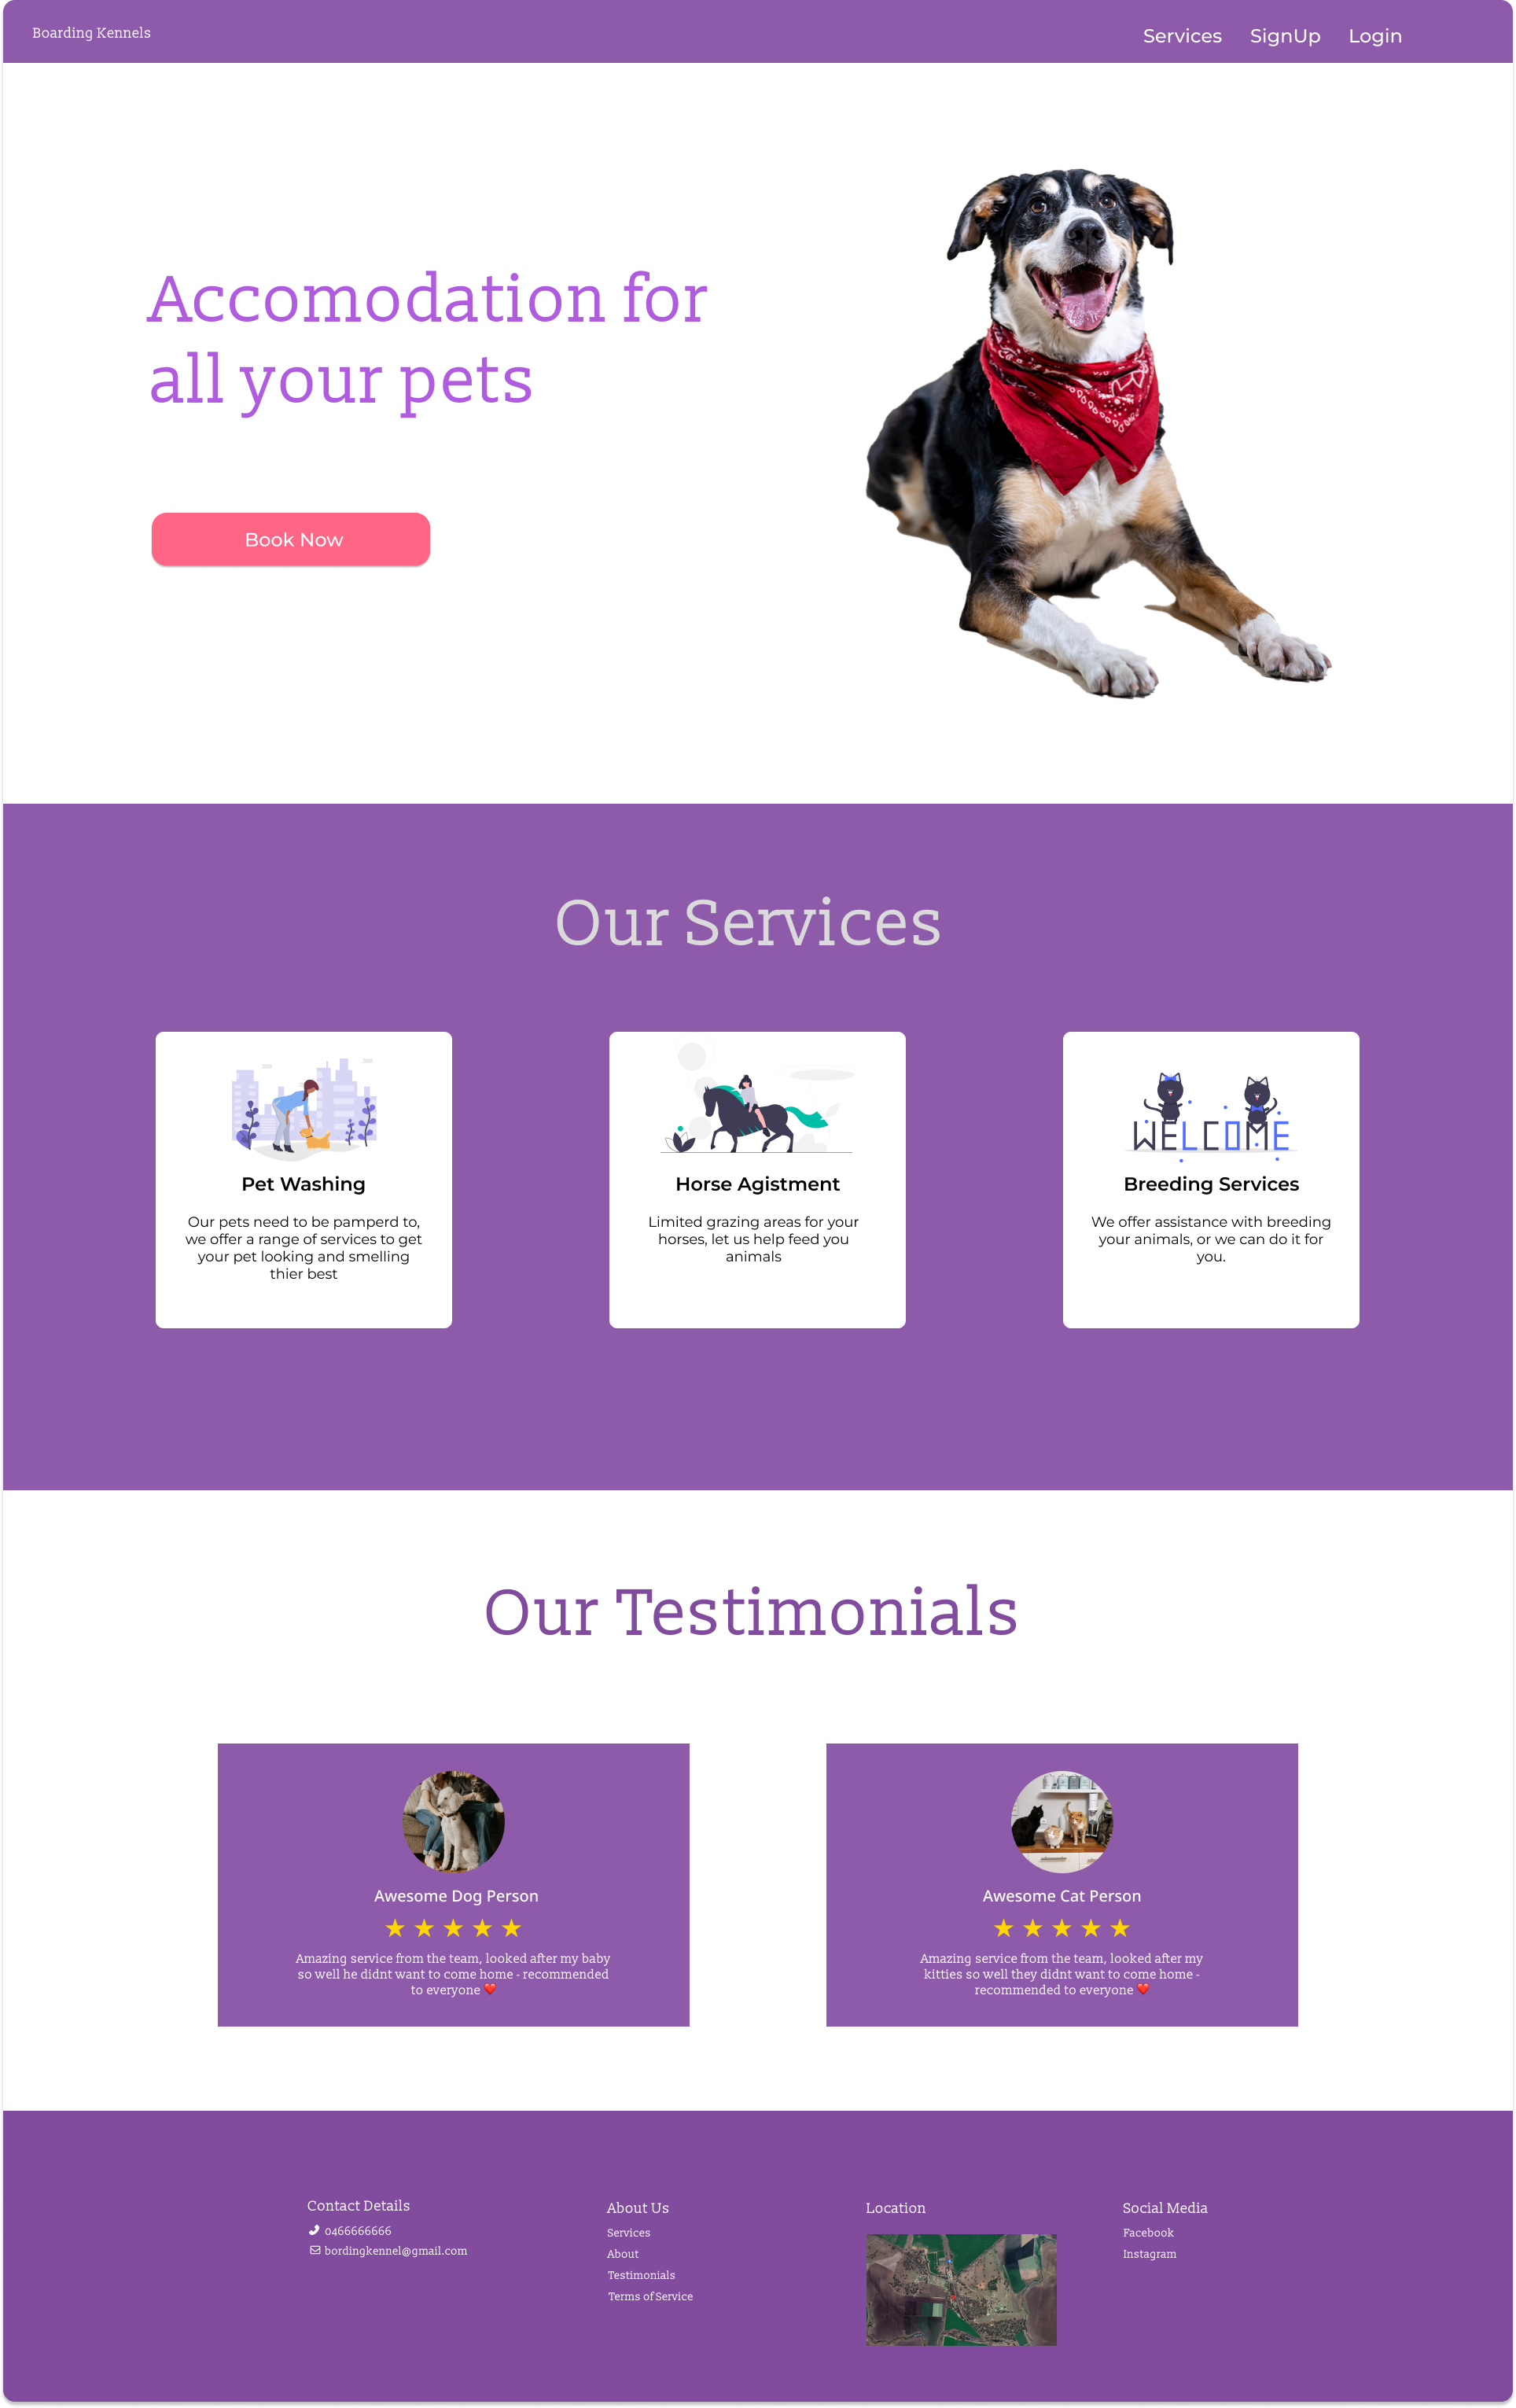 Boarding Kennels
Services SignUp Login
Accomodation for
all your pets
Book Now
Our Services
WELCOME
Pet Washing
Our pets need to be pamperd to,
we offer a range of services to get
your pet looking and smelling
thier best
Horse Agistment
Limited grazing areas for your
horses, let us help feed you
animals
Breeding Services
We offer assistance with breeding
your animals, or we can do it for
you.
Our Testimonials
Awesome Dog Person
★ ★ ★ ★ ★
Amazing service from the team, looked after my baby
so well he didnt want to come home - recommended
to everyone ❤️
Awesome Cat Person
★ ★ ★ ★ ★
Amazing service from the team, looked after my
kitties so well they didnt want to come home -
recommended to everyone ❤️
Contact Details
0466666666
bordingkennel@gmail.com
About Us
Services
About
Testimonials
Terms of Service
Location
Social Media
Facebook
Instagram